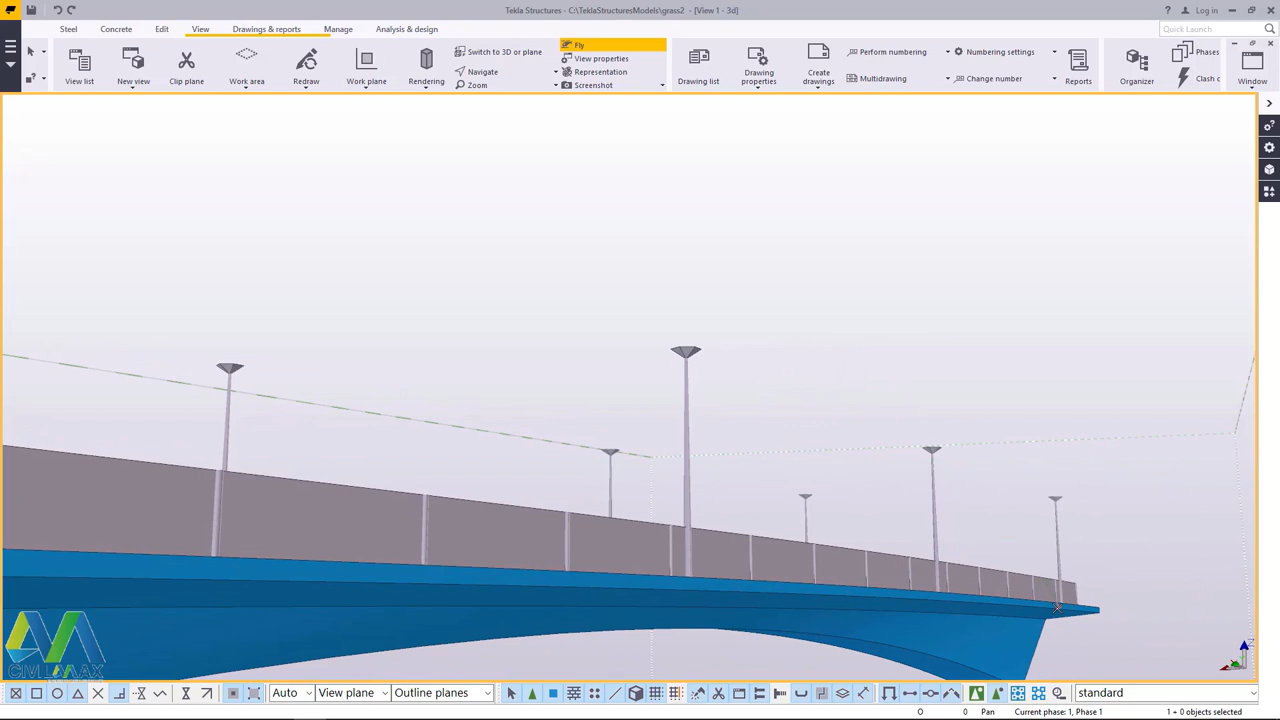 Tekla Structures - C:\TeklaStructuresModels\grass2 - [View 1 - 3d]
Log in
Steel Concrete Edit View Drawings & reports Manage Analysis & design
Quick Launch
View list
New view
Clip plane
Work area
Redraw
Work plane
Rendering
Switch to 3D or plane
Navigate
Zoom
Fly
View properties
Representation
Screenshot
Drawing list
Drawing properties
Create drawings
Perform numbering
Multidrawing
Numbering settings
Change number
Reports
Organizer
Phases
Clash c
Window
CIVILMAX
Auto View plane Outline planes standard
O 0 Pan Current phase: 1, Phase 1 1 + 0 objects selected